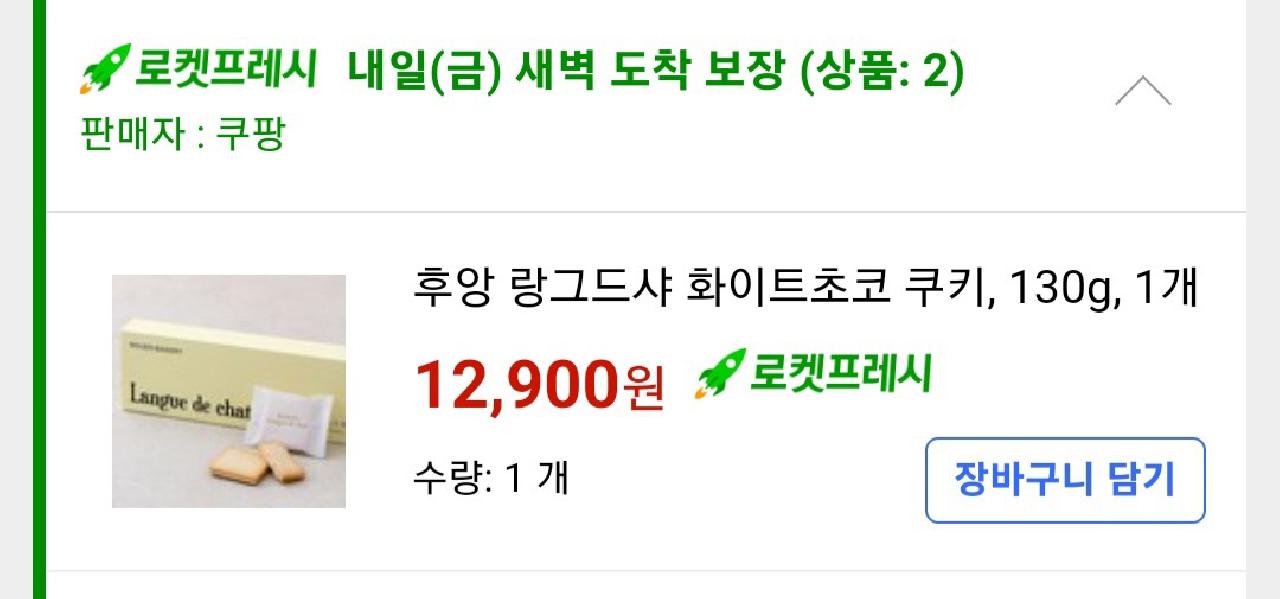 로켓프레시 내일(금) 새벽 도착 보장 (상품: 2)
판매자 : 쿠팡
후앙 랑그드샤 화이트초코 쿠키, 130g, 1개
12,900원 로켓프레시
수량: 1 개
장바구니 담기
Langue de chat